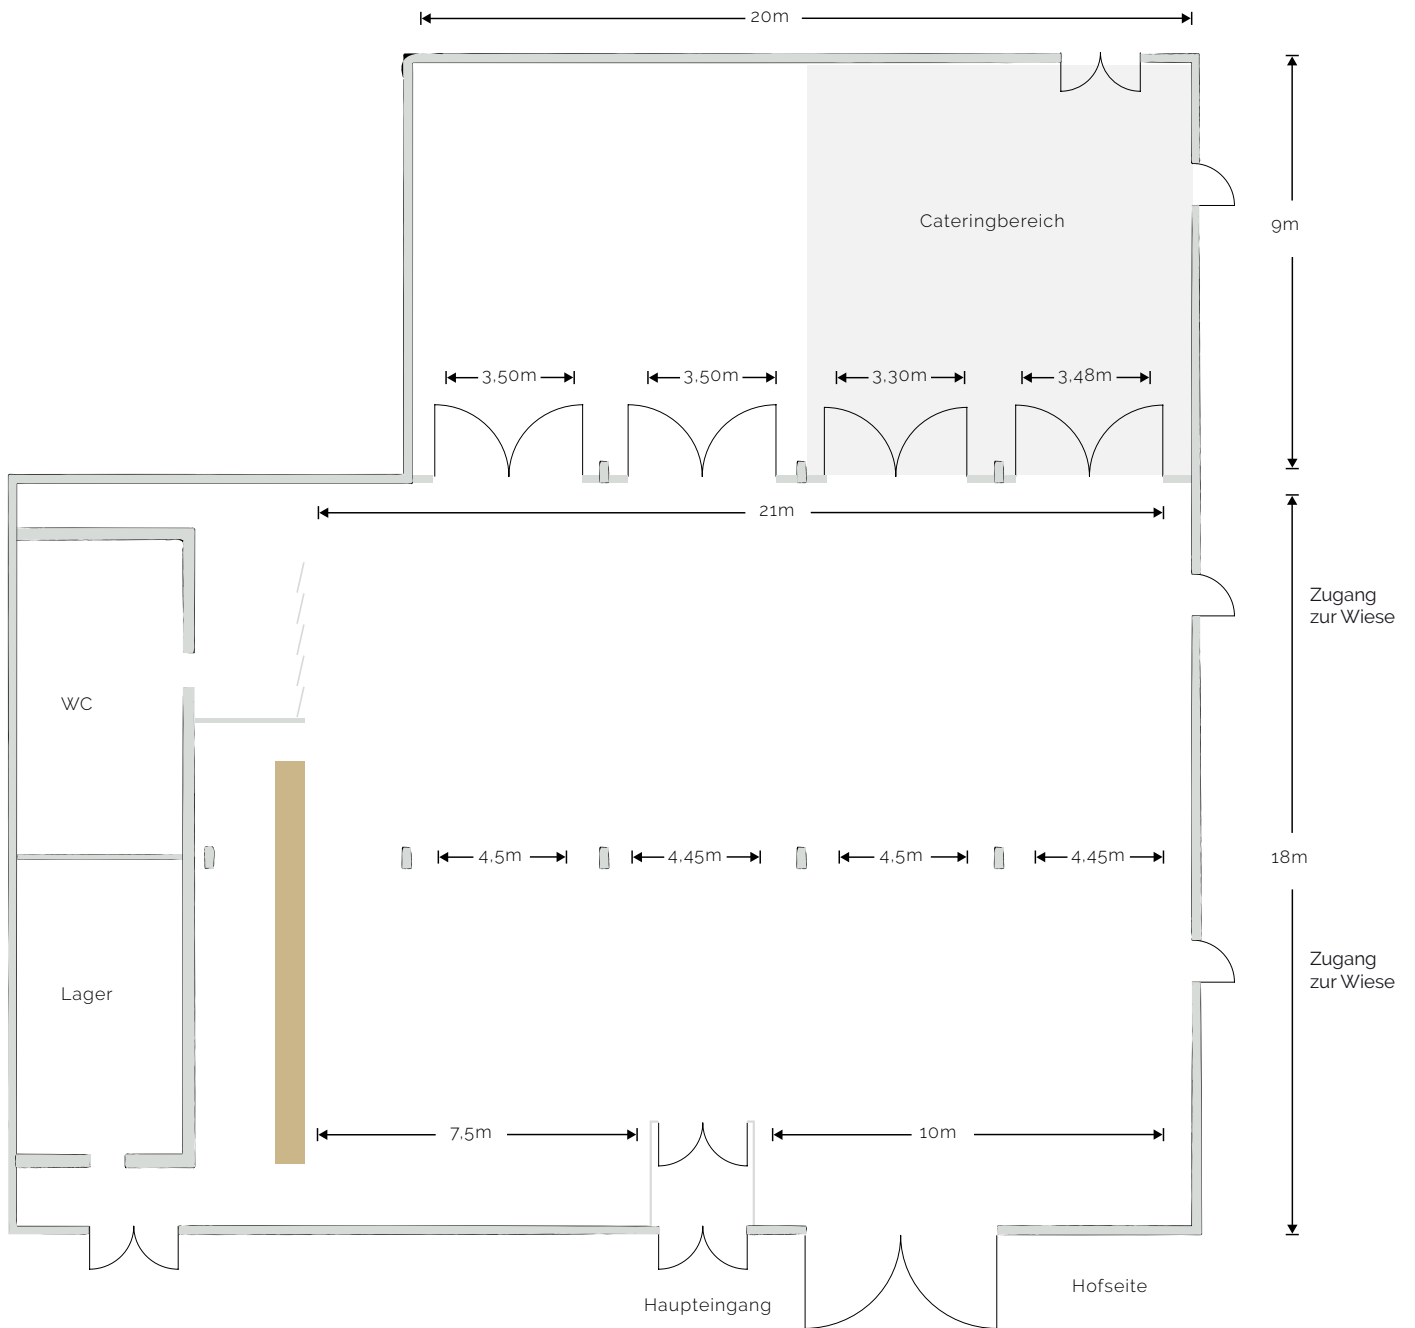 20m
9m
Cateringbereich
3,50m
3,50m
3,30m
3,48m
21m
Zugang
zur Wiese
WC
4,5m
4,45m
4,5m
4,45m
18m
Zugang
zur Wiese
Lager
7,5m
10m
Haupteingang
Hofseite